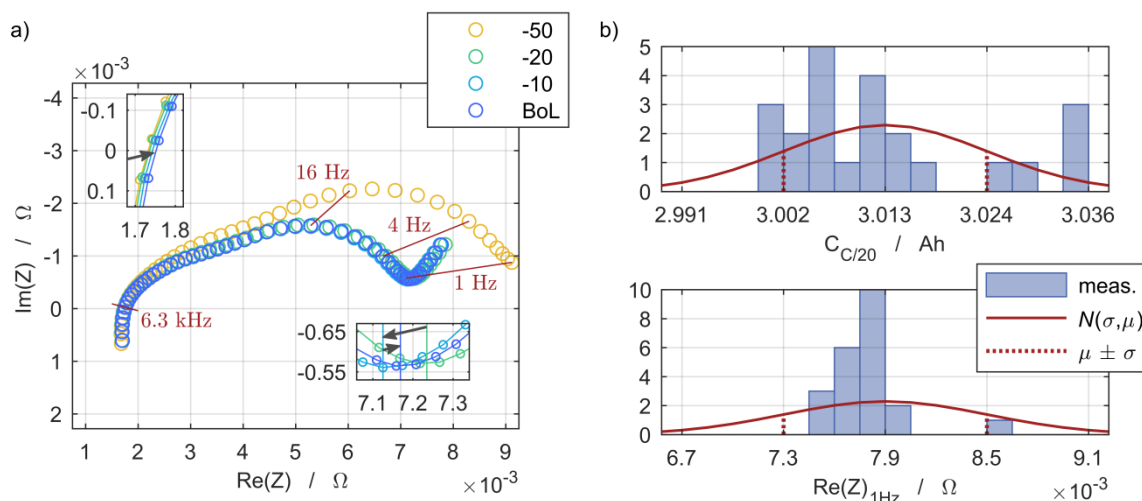 a)
-50
-20
-10
BoL
×10⁻³
-4
-3
-2
-1
0
1
2
Im(Z) / Ω
-0.1
0
0.1
1.7 1.8
16 Hz
4 Hz
1 Hz
6.3 kHz
-0.65
-0.55
7.1 7.2 7.3
1 2 3 4 5 6 7 8 9
Re(Z) / Ω
×10⁻³
b)
5
4
3
2
1
0
2.991 3.002 3.013 3.024 3.036
C_C/20 / Ah
meas.
N(σ,μ)
μ ± σ
10
8
6
4
2
0
6.7 7.3 7.9 8.5 9.1
Re(Z)_1Hz / Ω
×10⁻³